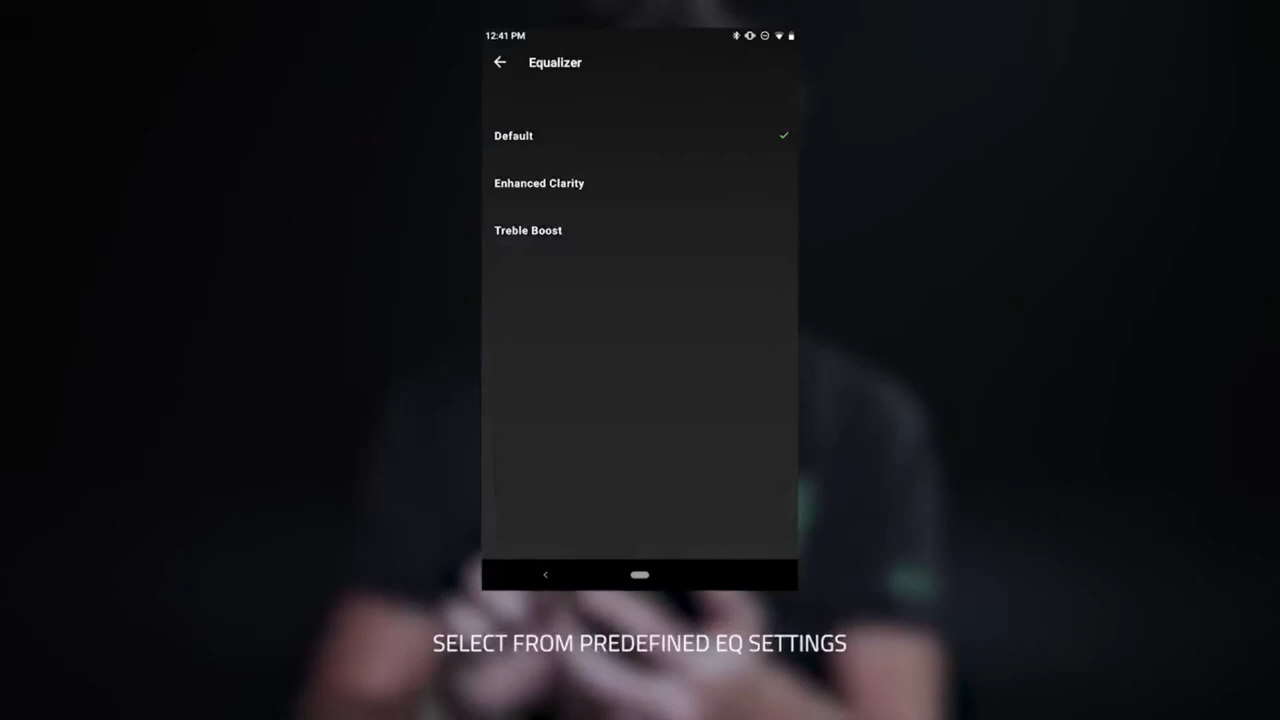 12:41 PM
Equalizer
Default
Enhanced Clarity
Treble Boost
SELECT FROM PREDEFINED EQ SETTINGS